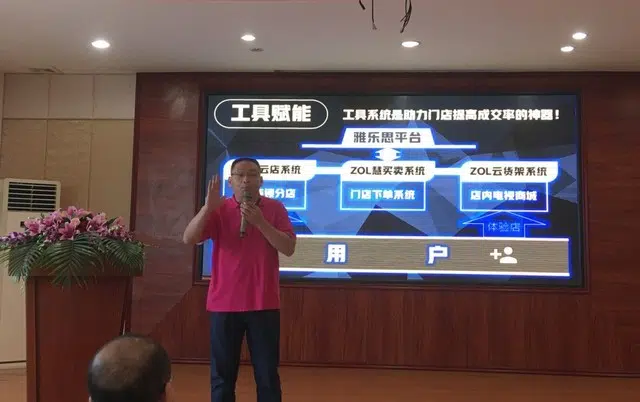 工具赋能
工具系统是助力门店提高成交率的神器！
雅乐思平台
云店系统
ZOL慧买卖系统
ZOL云货架系统
分店
门店下单系统
店内电视商城
体验店
用 户